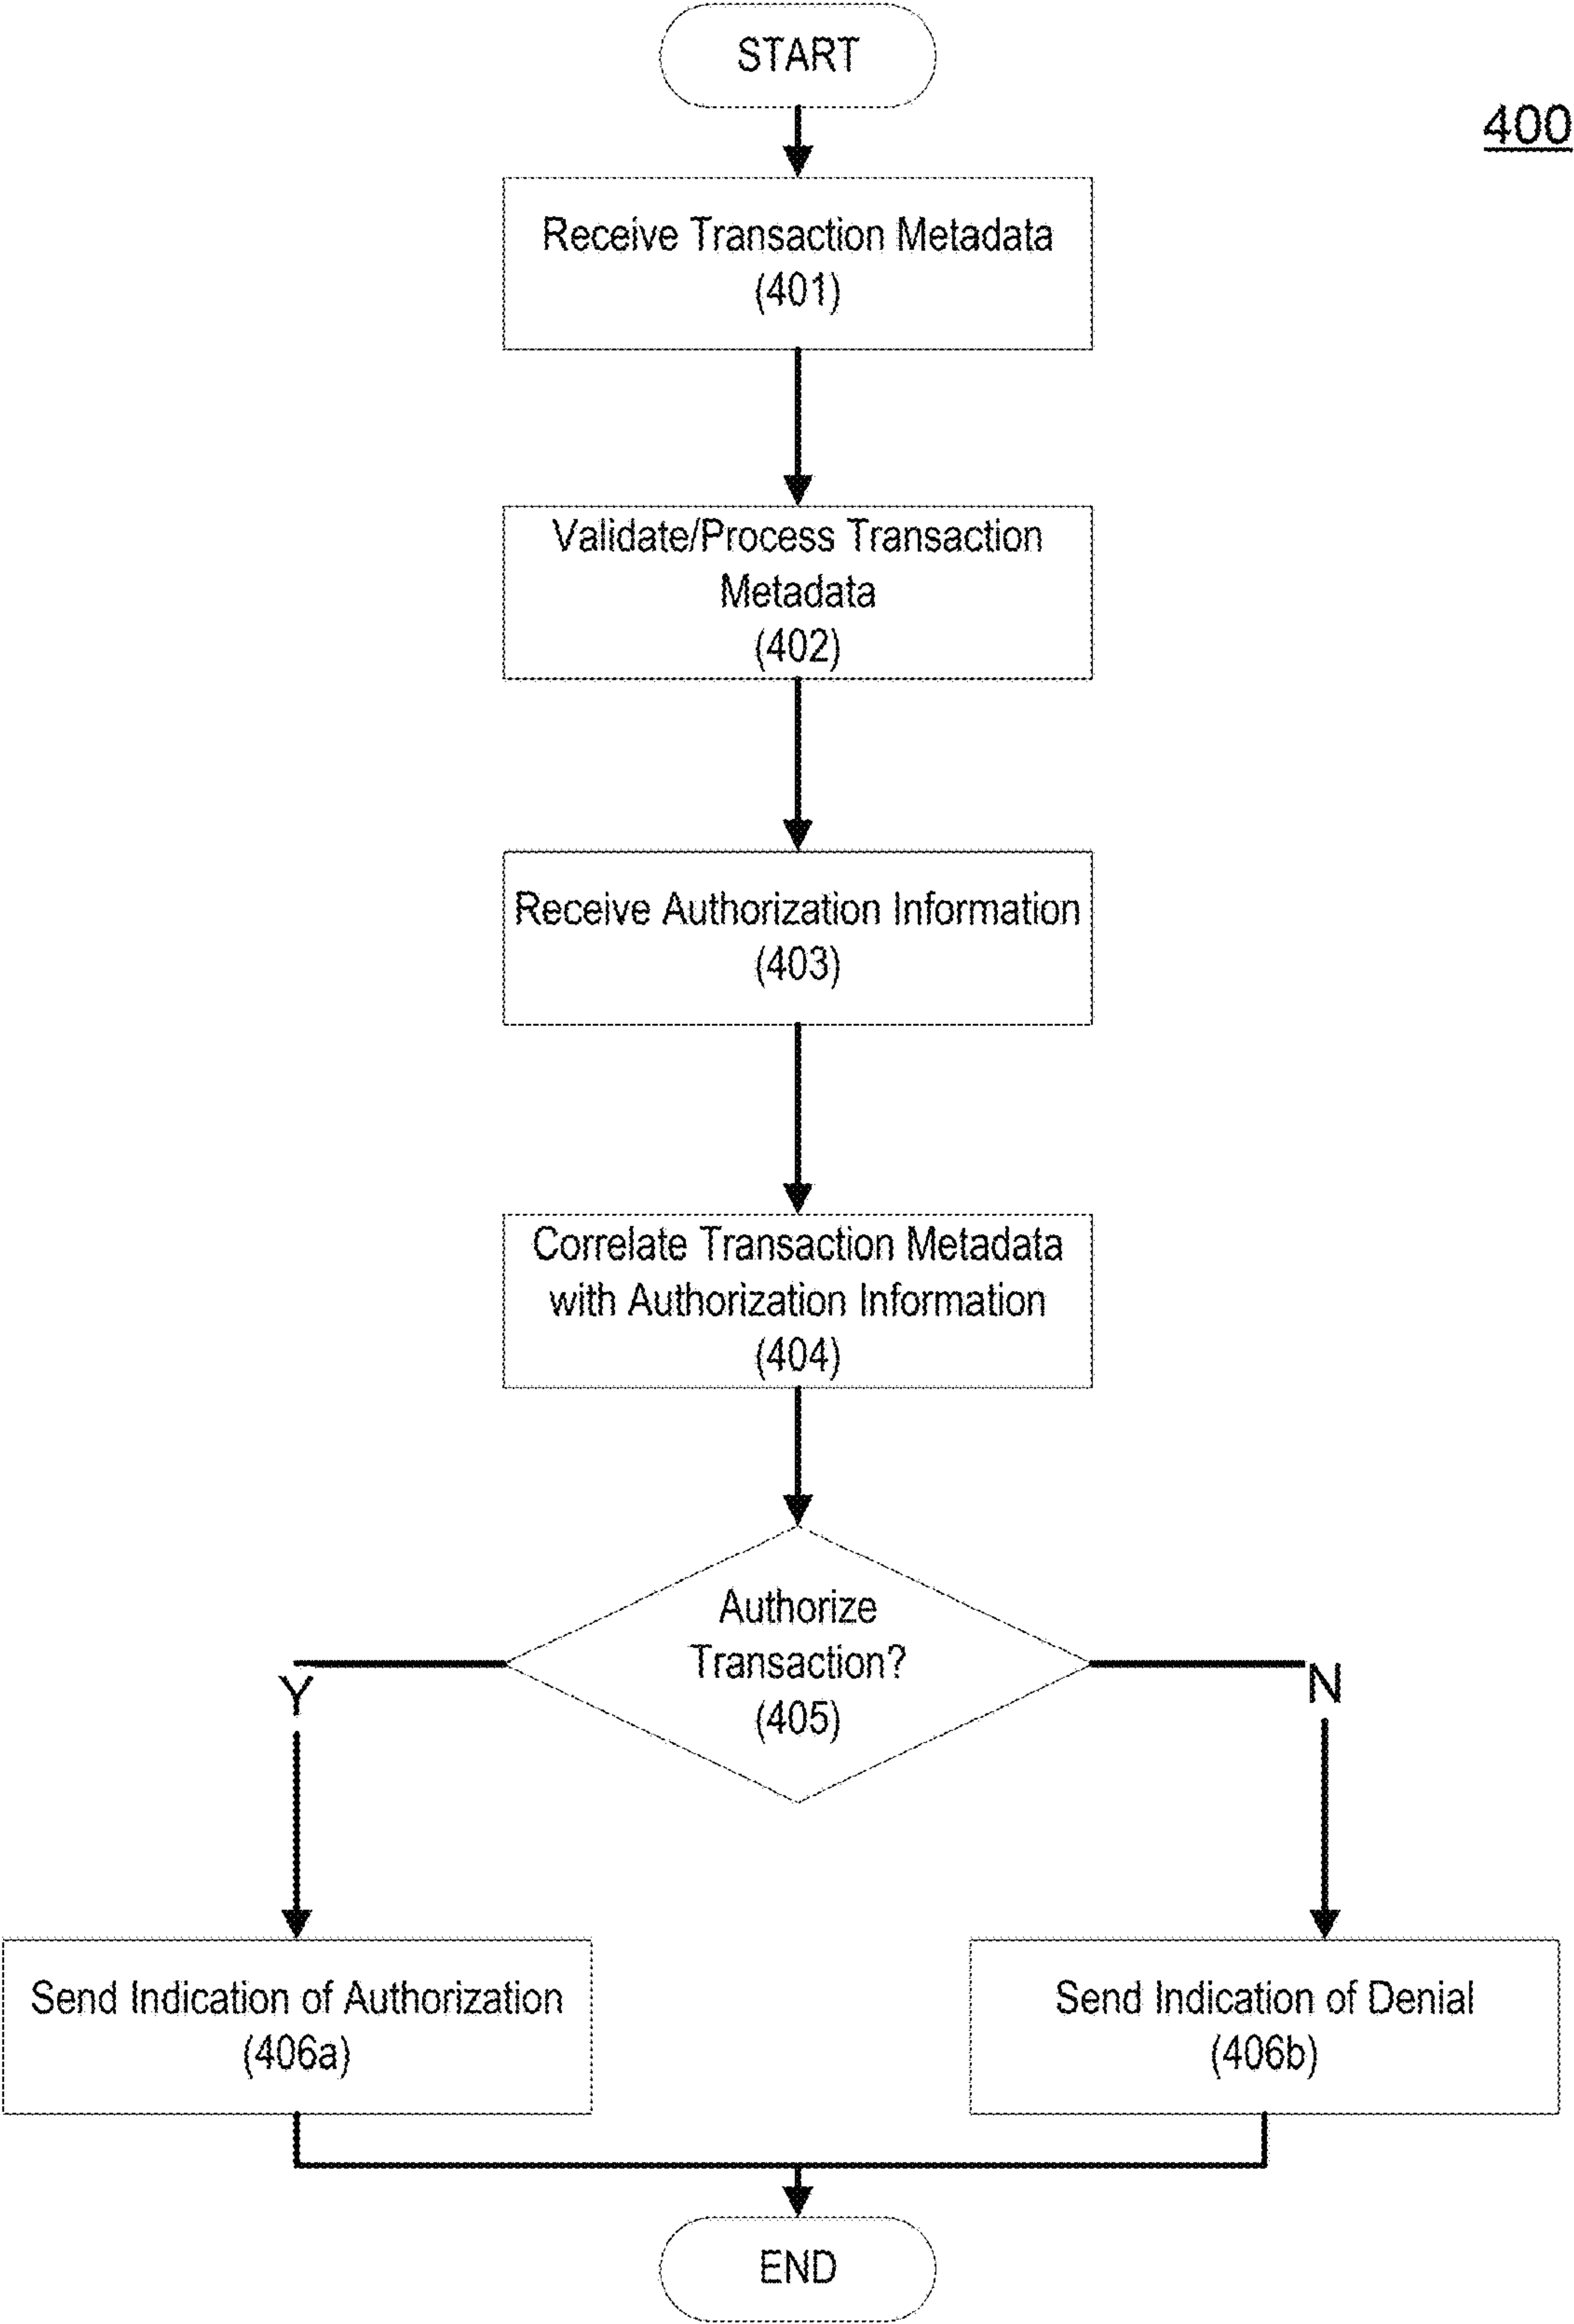 START
400
Receive Transaction Metadata
(401)
Validate/Process Transaction
Metadata
(402)
Receive Authorization Information
(403)
Correlate Transaction Metadata
with Authorization Information
(404)
Authorize
Transaction?
(405)
Y
N
Send Indication of Authorization
(406a)
Send Indication of Denial
(406b)
END